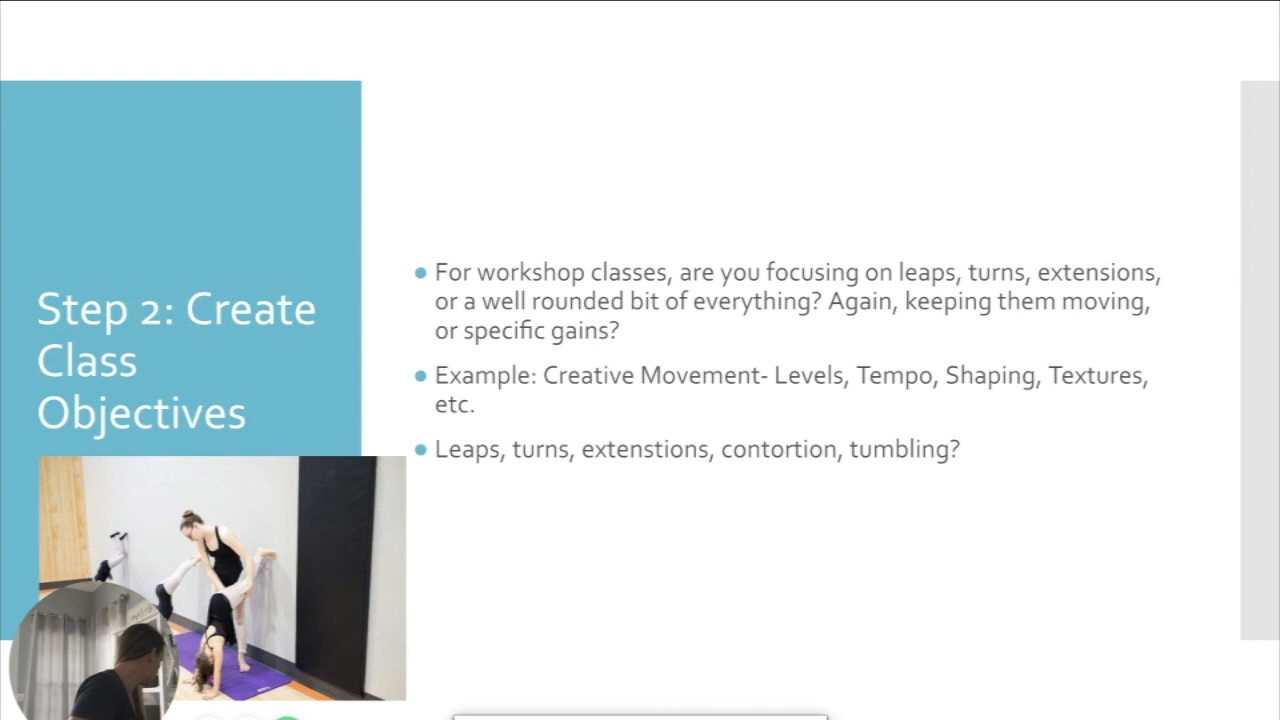 Step 2: Create
Class
Objectives
● For workshop classes, are you focusing on leaps, turns, extensions,
or a well rounded bit of everything? Again, keeping them moving,
or specific gains?
● Example: Creative Movement- Levels, Tempo, Shaping, Textures,
etc.
● Leaps, turns, extenstions, contortion, tumbling?